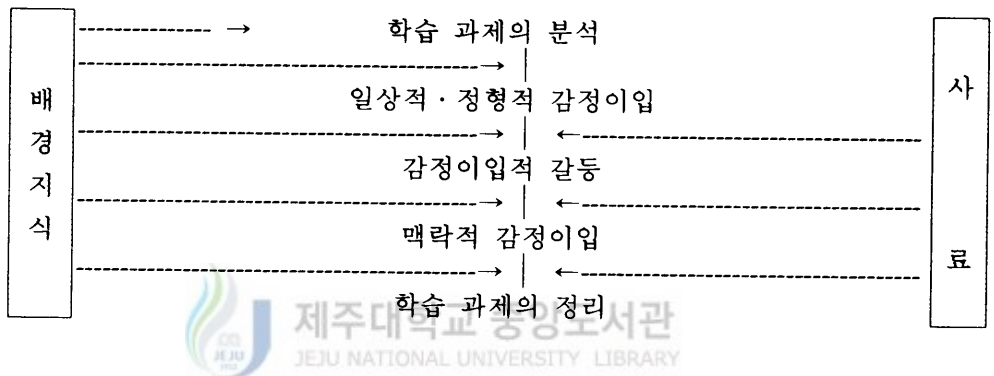 학습 과제의 분석
일상적·정형적 감정이입
감정이입적 갈등
맥락적 감정이입
학습 과제의 정리
배경지식
사료
제주대학교 중앙도서관
JEJU NATIONAL UNIVERSITY LIBRARY
JEJU